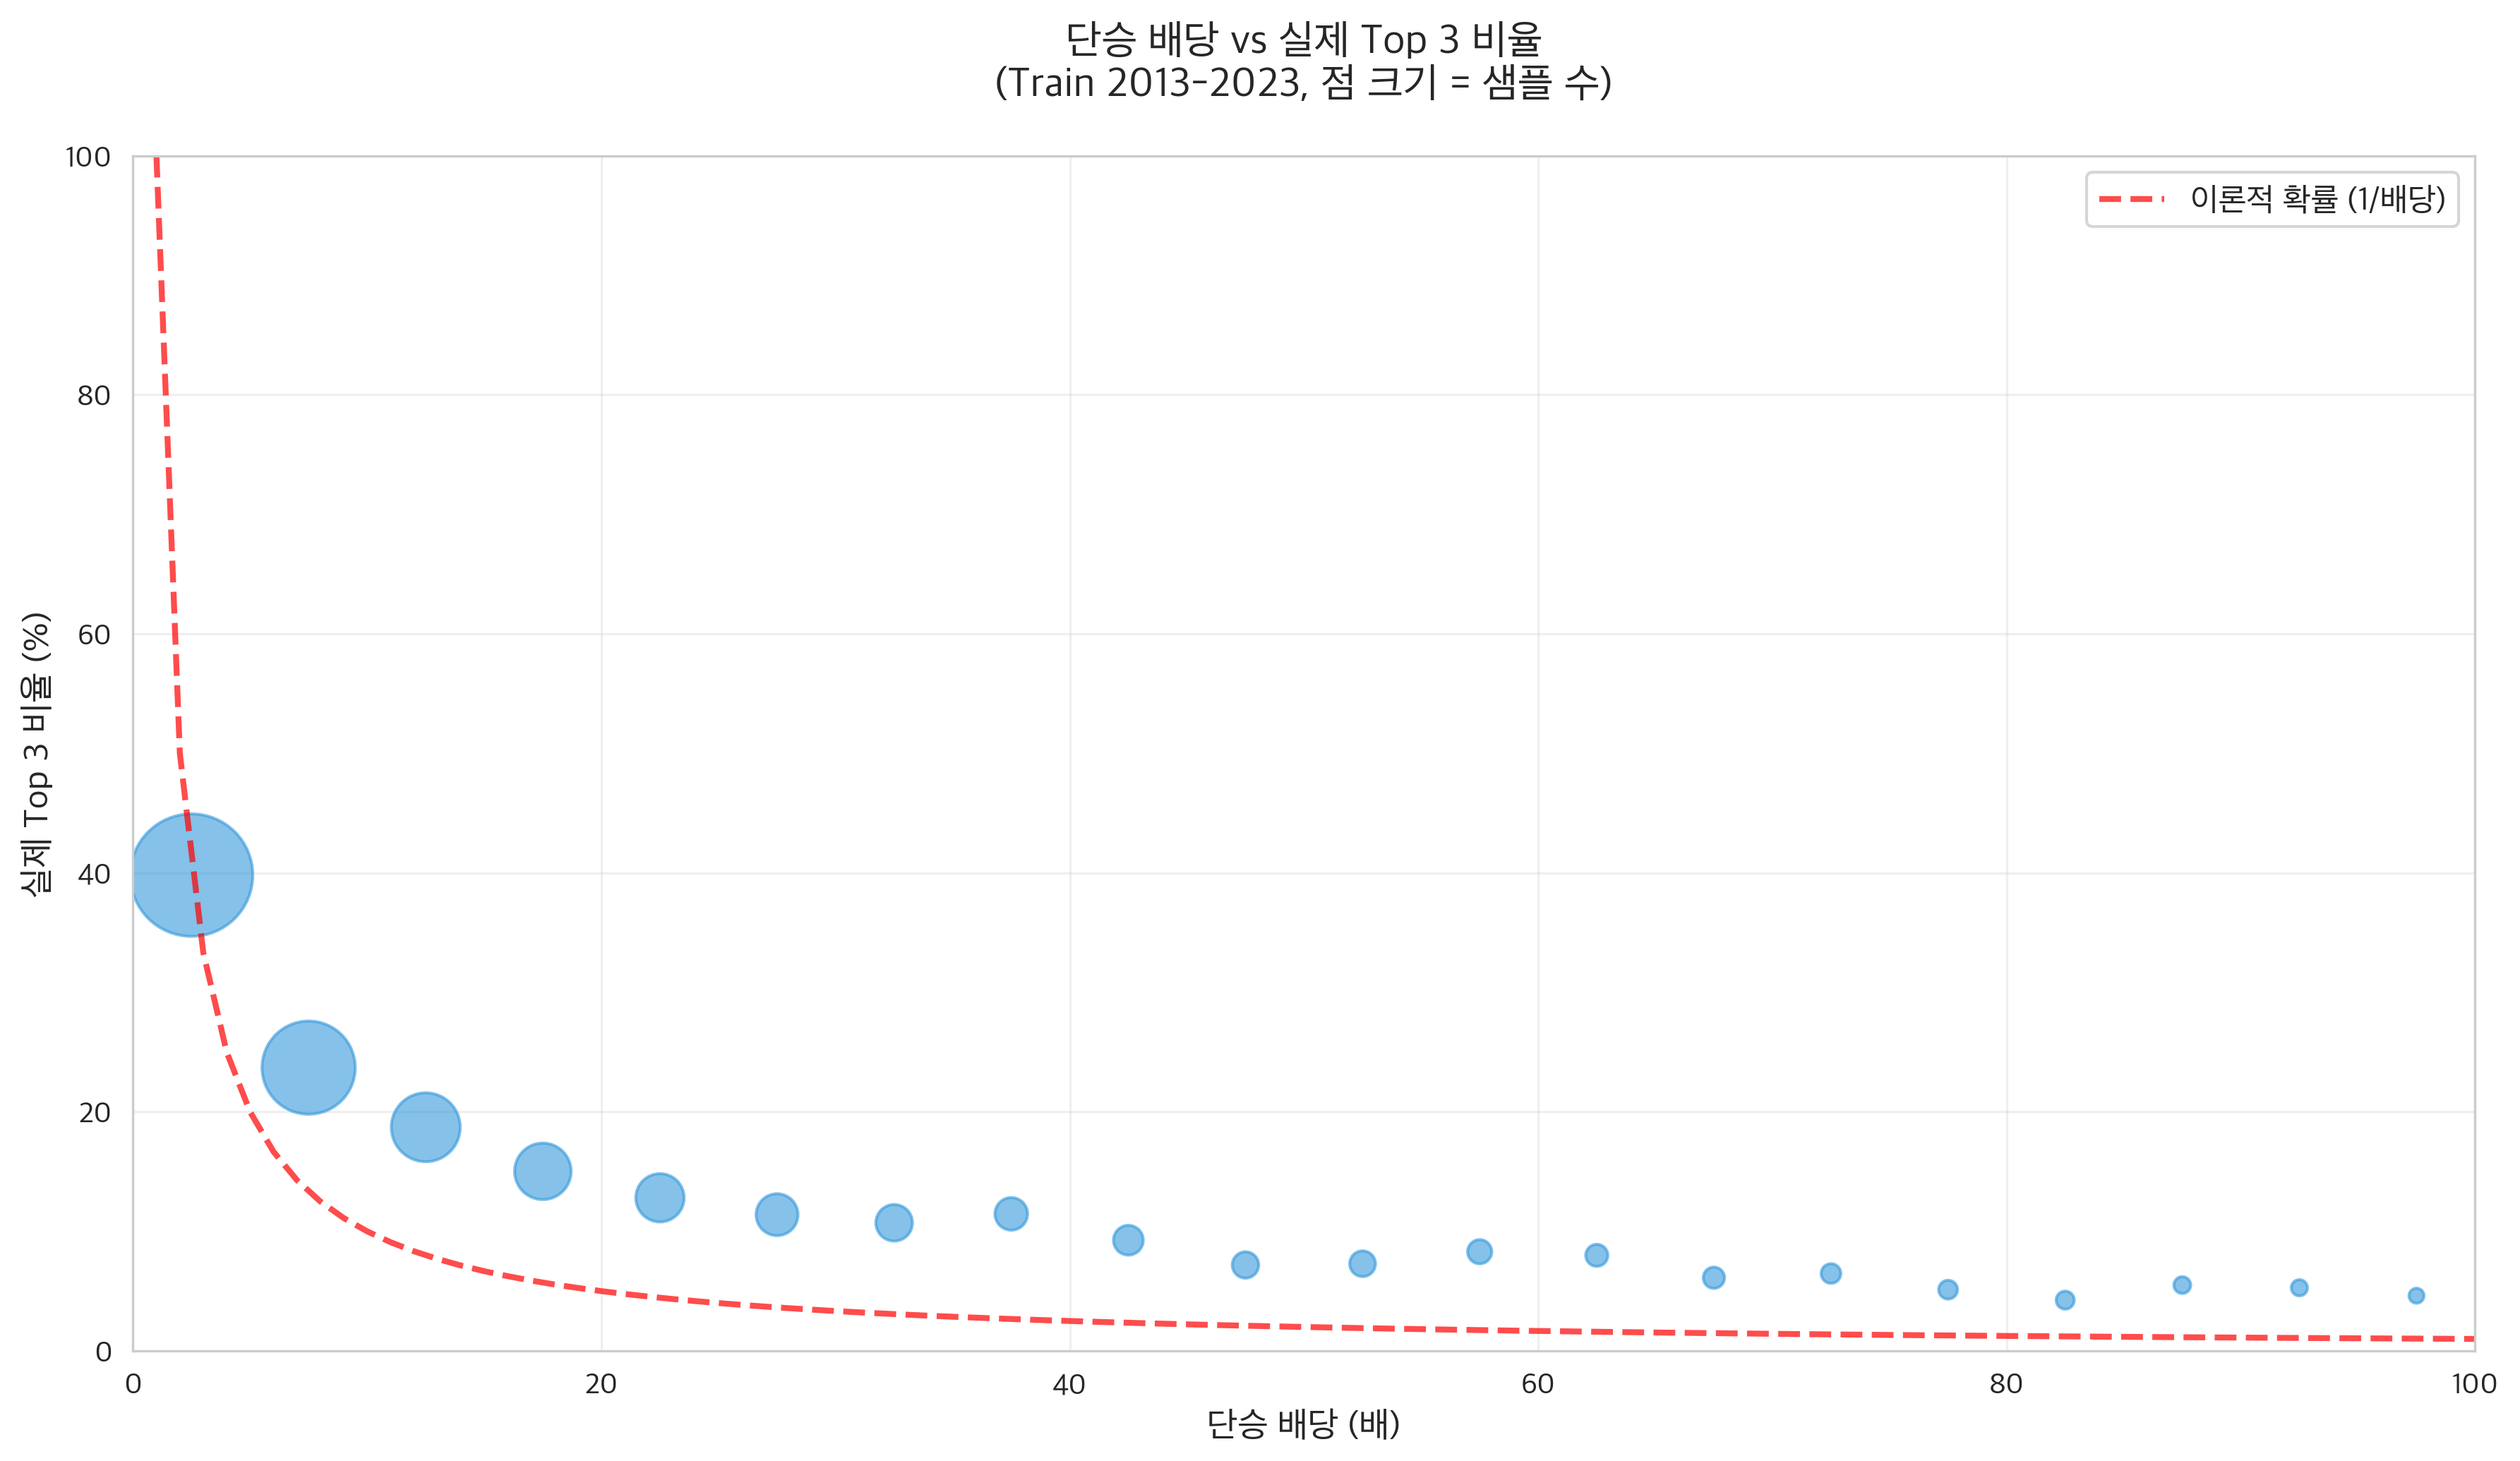 단승 배당 vs 실제 Top 3 비율
(Train 2013-2023, 점 크기 = 샘플 수)
이론적 확률 (1/배당)
실제 Top 3 비율 (%)
100
80
60
40
20
0
0 20 40 60 80 100
단승 배당 (배)